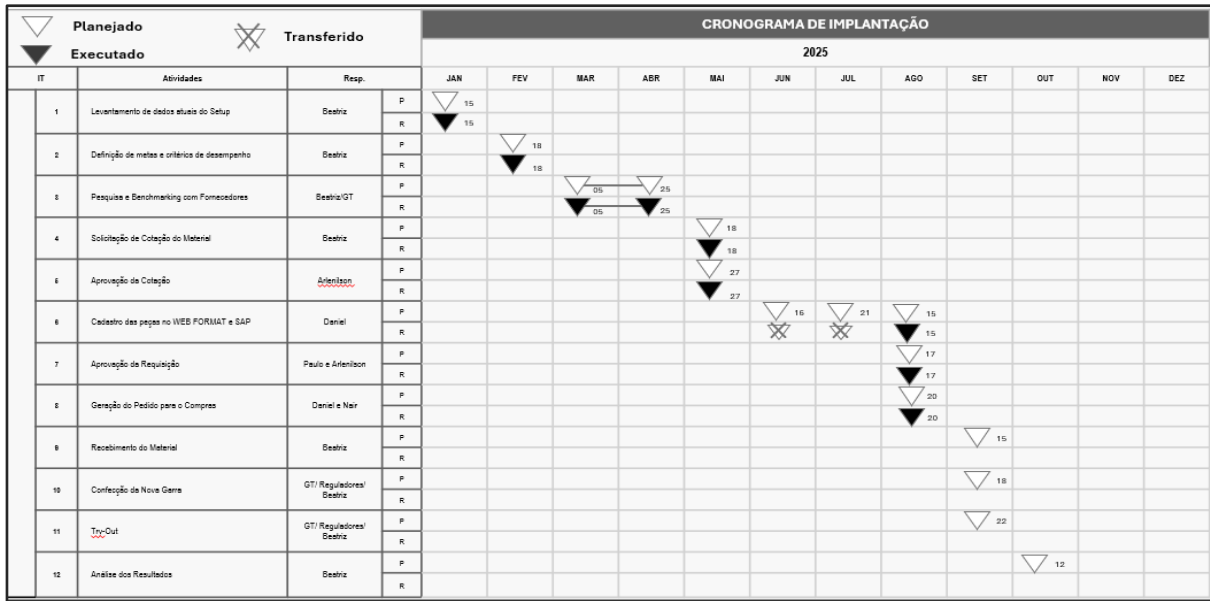 Planejado
Transferido
Executado
CRONOGRAMA DE IMPLANTAÇÃO
2025
IT Atividades Resp. JAN FEV MAR ABR MAI JUN JUL AGO SET OUT NOV DEZ
1 Levantamento de dados atuais do Setup Beatriz P 15
R 15
2 Definição de metas e critérios de desempenho Beatriz P 18
R 18
3 Pesquisa e Benchmarking com Fornecedores Beatriz/GT P 05 25
R 05 25
4 Solicitação de Cotação do Material Beatriz P 18
R 18
5 Aprovação da Cotação Arlenilson P 27
R 27
6 Cadastro das peças no WEB FORMAT e SAP Daniel P 16 21 15
R 15
7 Aprovação da Requisição Paulo e Arlenilson P 17
R 17
8 Geração do Pedido para o Compras Daniel e Nair P 20
R 20
9 Recebimento do Material Beatriz P 15
R
10 Confecção da Nova Garra GT/ Reguladores/ Beatriz P 18
R
11 Try-Out GT/ Reguladores/ Beatriz P 22
R
12 Análise dos Resultados Beatriz P 12
R